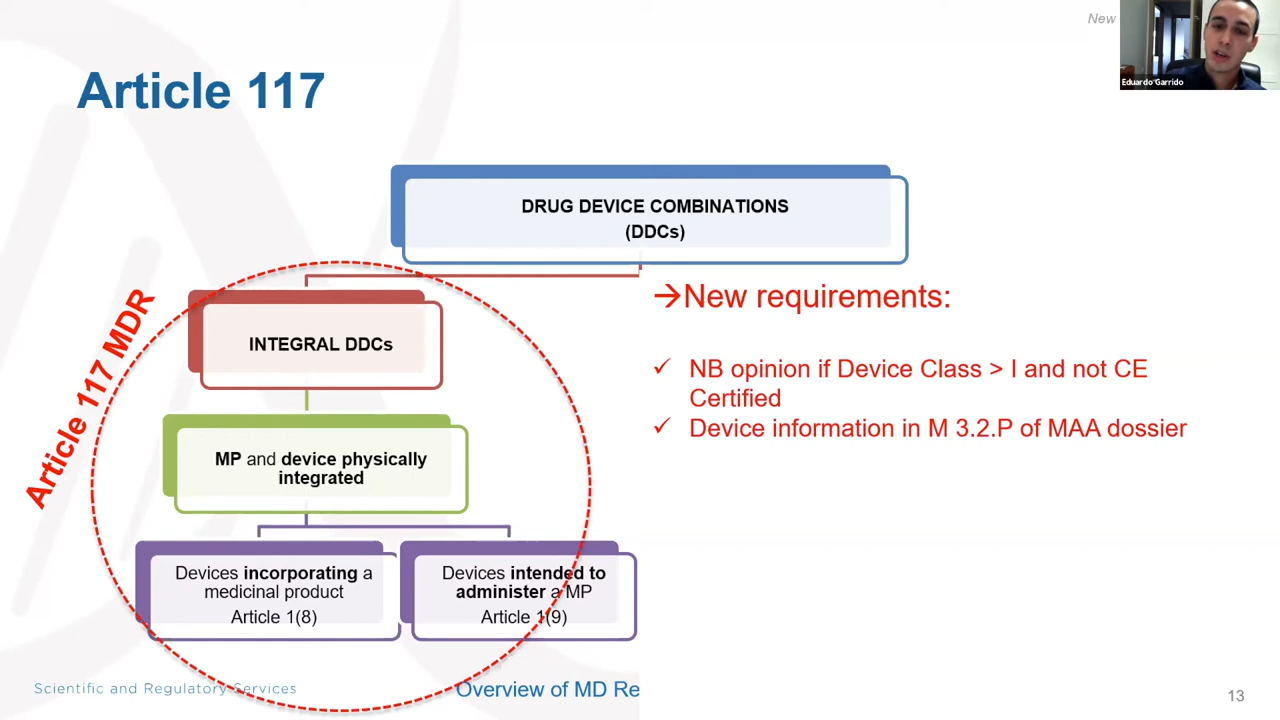 New
Eduardo Garrido
Article 117
DRUG DEVICE COMBINATIONS
(DDCs)
Article 117 MDR
INTEGRAL DDCs
MP and device physically
integrated
Devices incorporating a
medicinal product
Article 1(8)
Devices intended to
administer a MP
Article 1(9)
→New requirements:
✓ NB opinion if Device Class > I and not CE
Certified
✓ Device information in M 3.2.P of MAA dossier
Scientific and Regulatory Services
Overview of MD Re
13